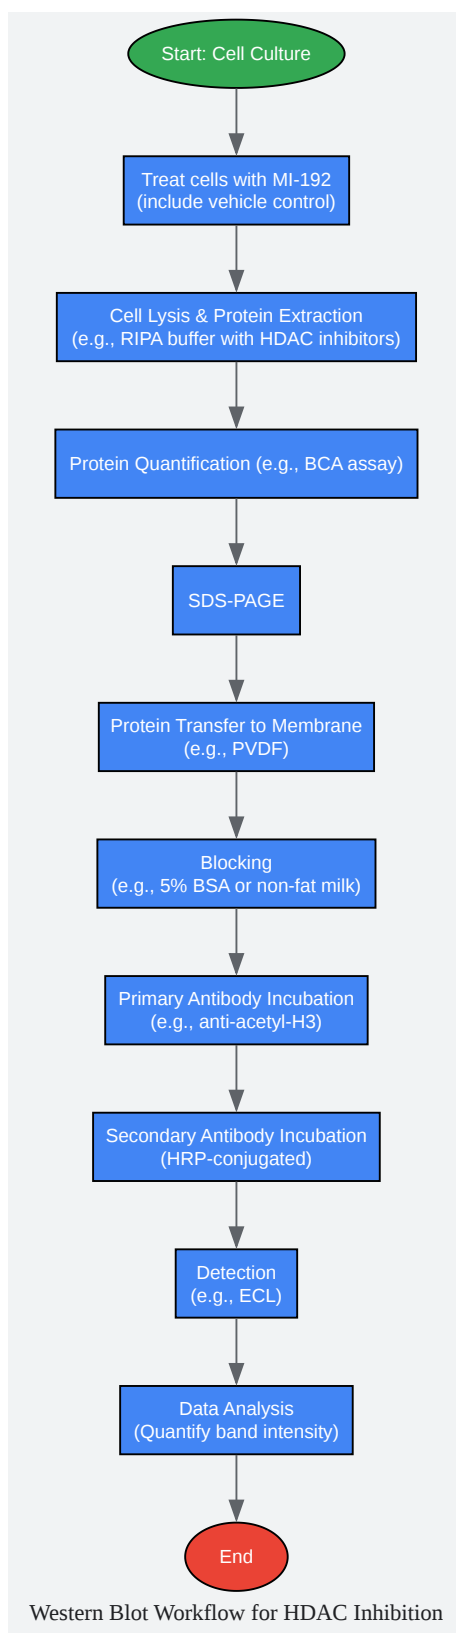 Start: Cell Culture
Treat cells with MI-192
(include vehicle control)
Cell Lysis & Protein Extraction
(e.g., RIPA buffer with HDAC inhibitors)
Protein Quantification (e.g., BCA assay)
SDS-PAGE
Protein Transfer to Membrane
(e.g., PVDF)
Blocking
(e.g., 5% BSA or non-fat milk)
Primary Antibody Incubation
(e.g., anti-acetyl-H3)
Secondary Antibody Incubation
(HRP-conjugated)
Detection
(e.g., ECL)
Data Analysis
(Quantify band intensity)
End
Western Blot Workflow for HDAC Inhibition